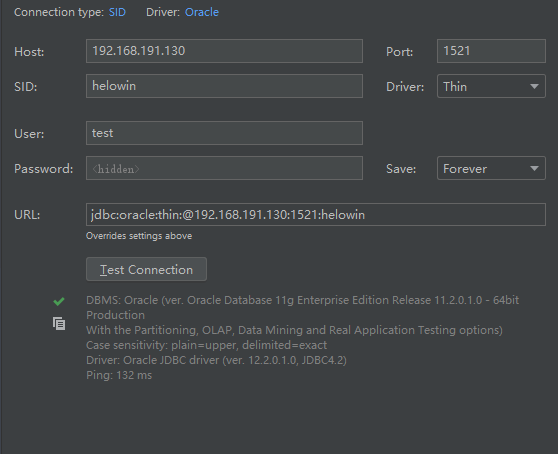 Connection type: SID Driver: Oracle
Host: 192.168.191.130 Port: 1521
SID: helowin Driver: Thin
User: test
Password: <hidden> Save: Forever
URL: jdbc:oracle:thin:@192.168.191.130:1521:helowin
Overrides settings above
Test Connection
DBMS: Oracle (ver. Oracle Database 11g Enterprise Edition Release 11.2.0.1.0 - 64bit
Production
With the Partitioning, OLAP, Data Mining and Real Application Testing options)
Case sensitivity: plain=upper, delimited=exact
Driver: Oracle JDBC driver (ver. 12.2.0.1.0, JDBC4.2)
Ping: 132 ms